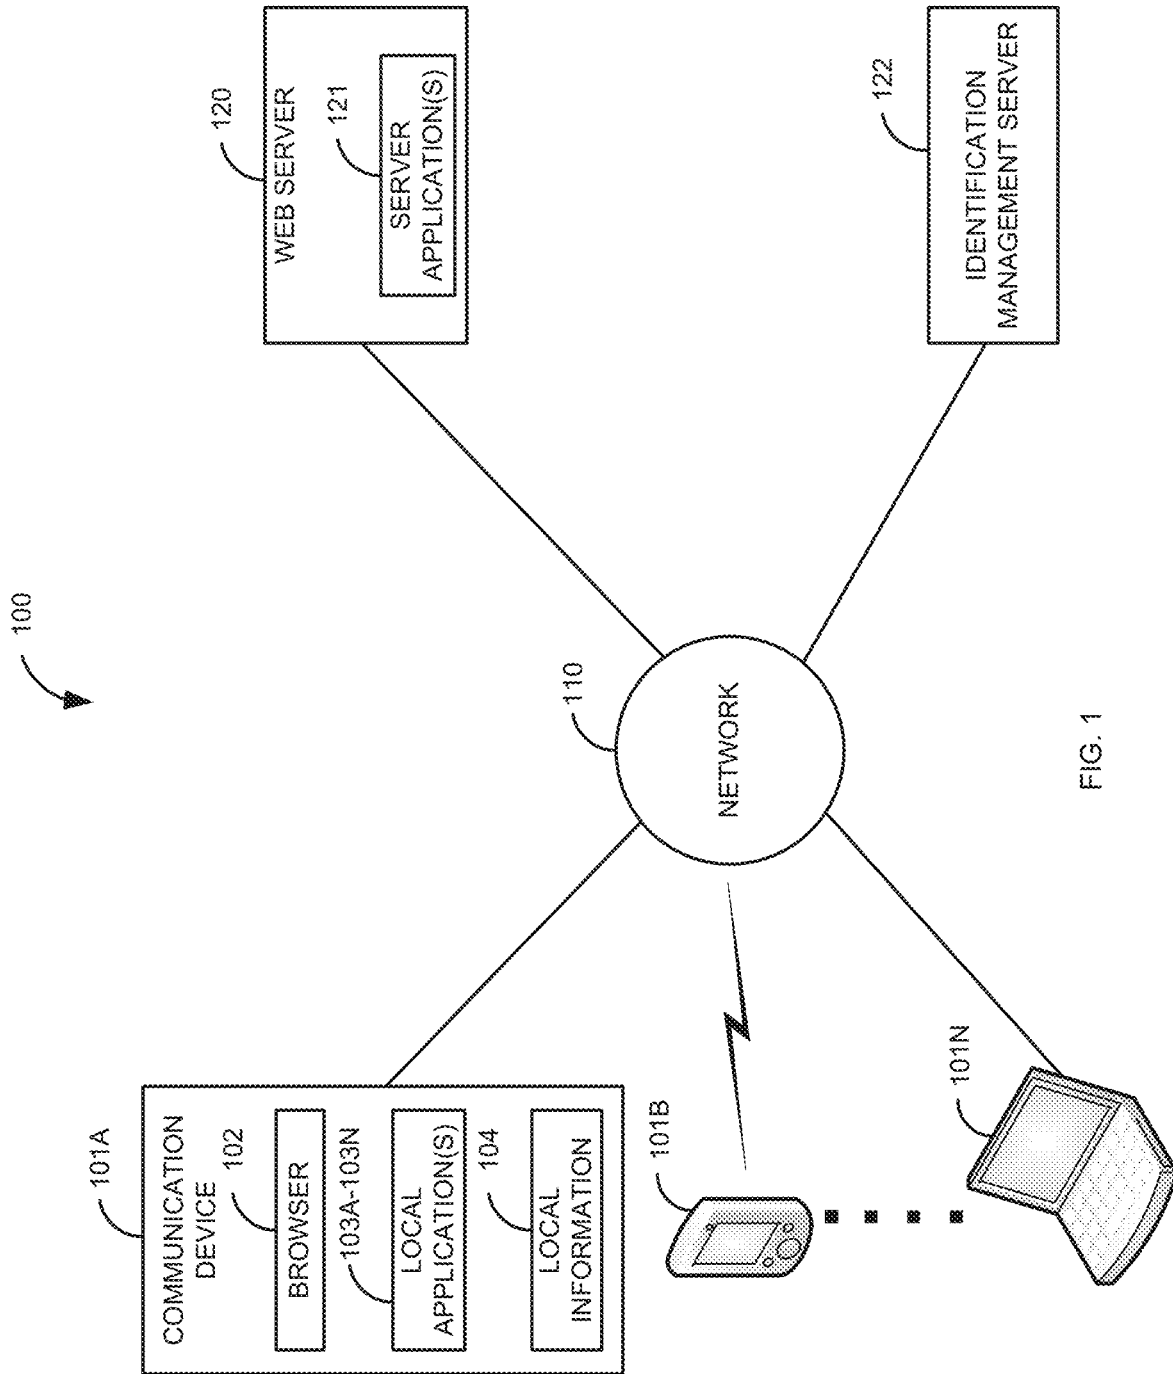 100
101A
COMMUNICATION
DEVICE
102
BROWSER
103A-103N
LOCAL
APPLICATION(S)
104
LOCAL
INFORMATION
101B
101N
110
NETWORK
120
WEB SERVER
121
SERVER
APPLICATION(S)
122
IDENTIFICATION
MANAGEMENT SERVER
FIG. 1